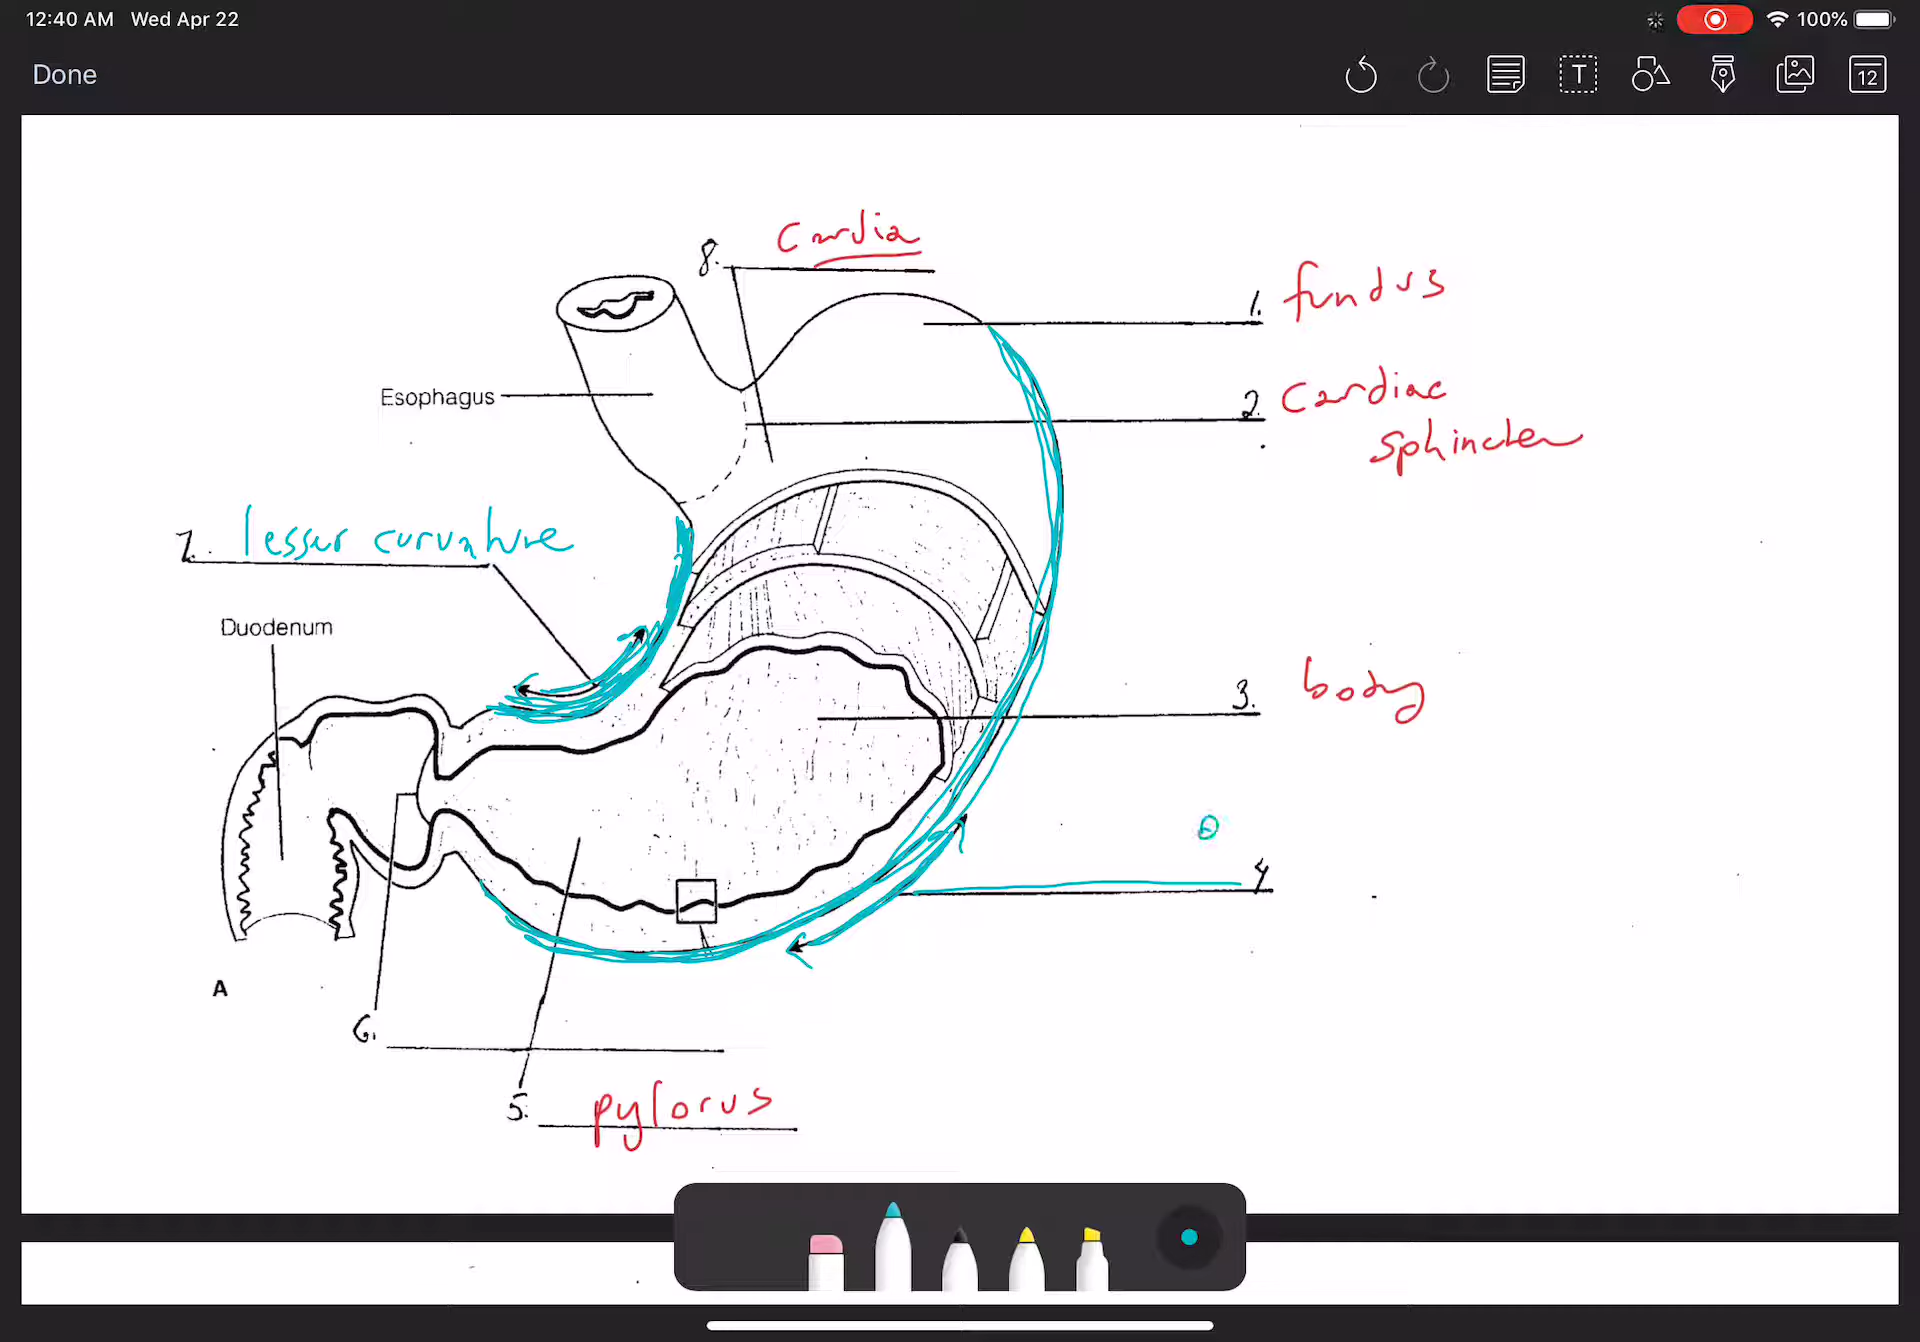 12:40 AM Wed Apr 22
100%
Done
T
12
8. Cardia
1. fundus
Esophagus
2. Cardiac
sphincter
7. lesser curvature
Duodenum
3. body
4
A
6.
5. pylorus